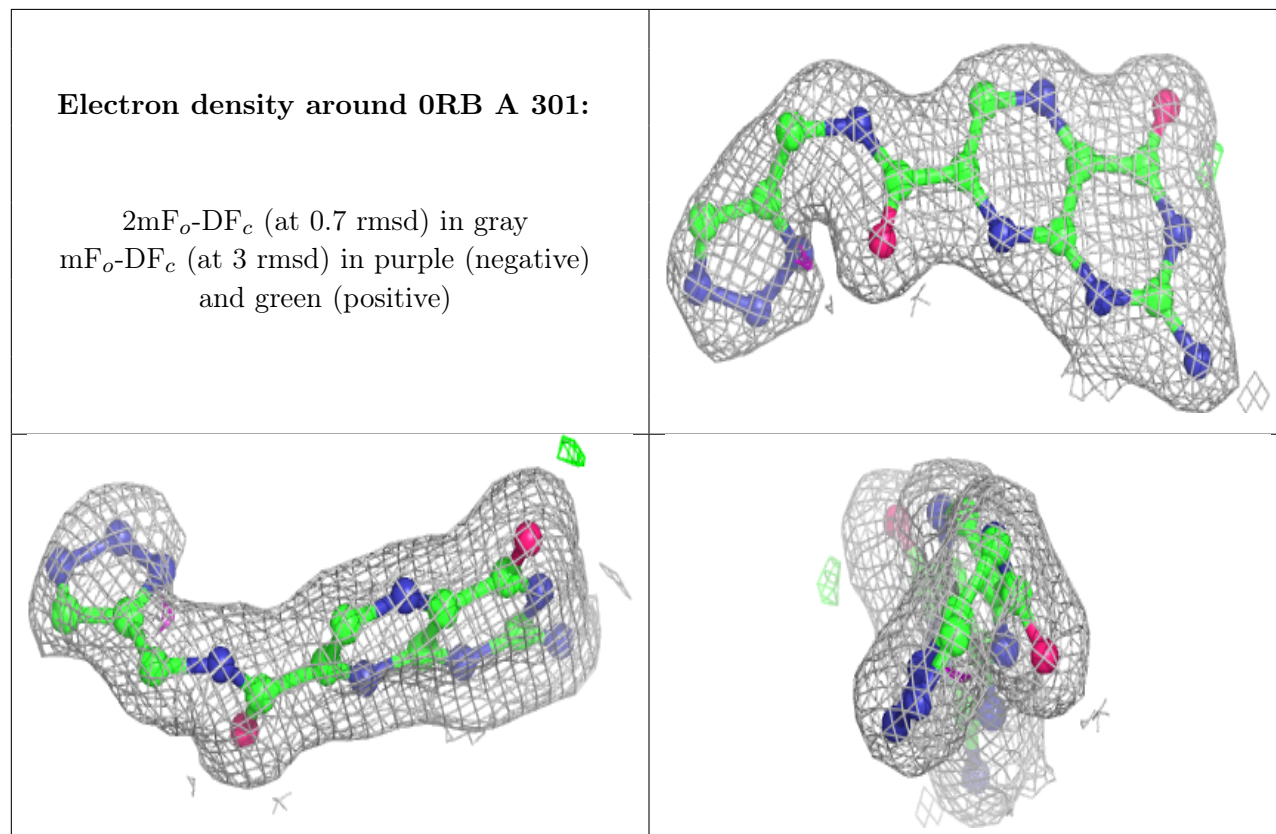 Electron density around 0RB A 301:
2mFo-DFc (at 0.7 rmsd) in gray
mFo-DFc (at 3 rmsd) in purple (negative)
and green (positive)